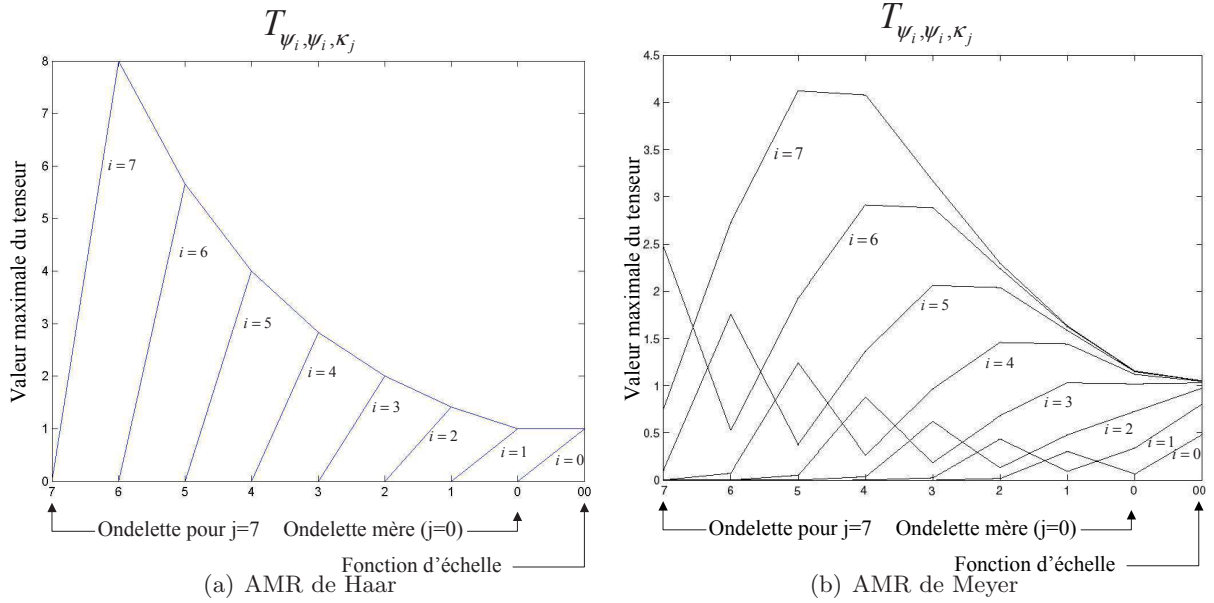 T_{ψ_i,ψ_i,κ_j}
Valeur maximale du tenseur
8
7
6
5
4
3
2
1
0
i = 7
i = 6
i = 5
i = 4
i = 3
i = 2
i = 1
i = 0
7 6 5 4 3 2 1 0 00
Ondelette pour j=7
Ondelette mère (j=0)
Fonction d'échelle
(a) AMR de Haar
T_{ψ_i,ψ_i,κ_j}
Valeur maximale du tenseur
4.5
4
3.5
3
2.5
2
1.5
1
0.5
0
i = 7
i = 6
i = 5
i = 4
i = 3
i = 2
i = 1
i = 0
7 6 5 4 3 2 1 0 00
Ondelette pour j=7
Ondelette mère (j=0)
Fonction d'échelle
(b) AMR de Meyer